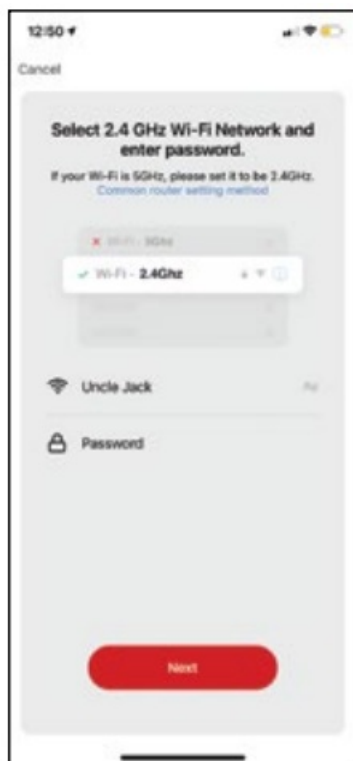 12:50
Cancel
Select 2.4 GHz Wi-Fi Network and
enter password.
If your Wi-Fi is 5GHz, please set it to be 2.4GHz.
Common router setting method
Wi-Fi - 5Ghz
Wi-Fi - 2.4Ghz
Uncle Jack
Password
Next